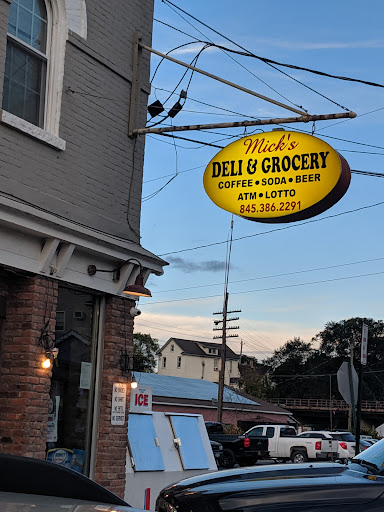 Mick's
DELI & GROCERY
COFFEE • SODA • BEER
ATM • LOTTO
845.386.2291
ICE